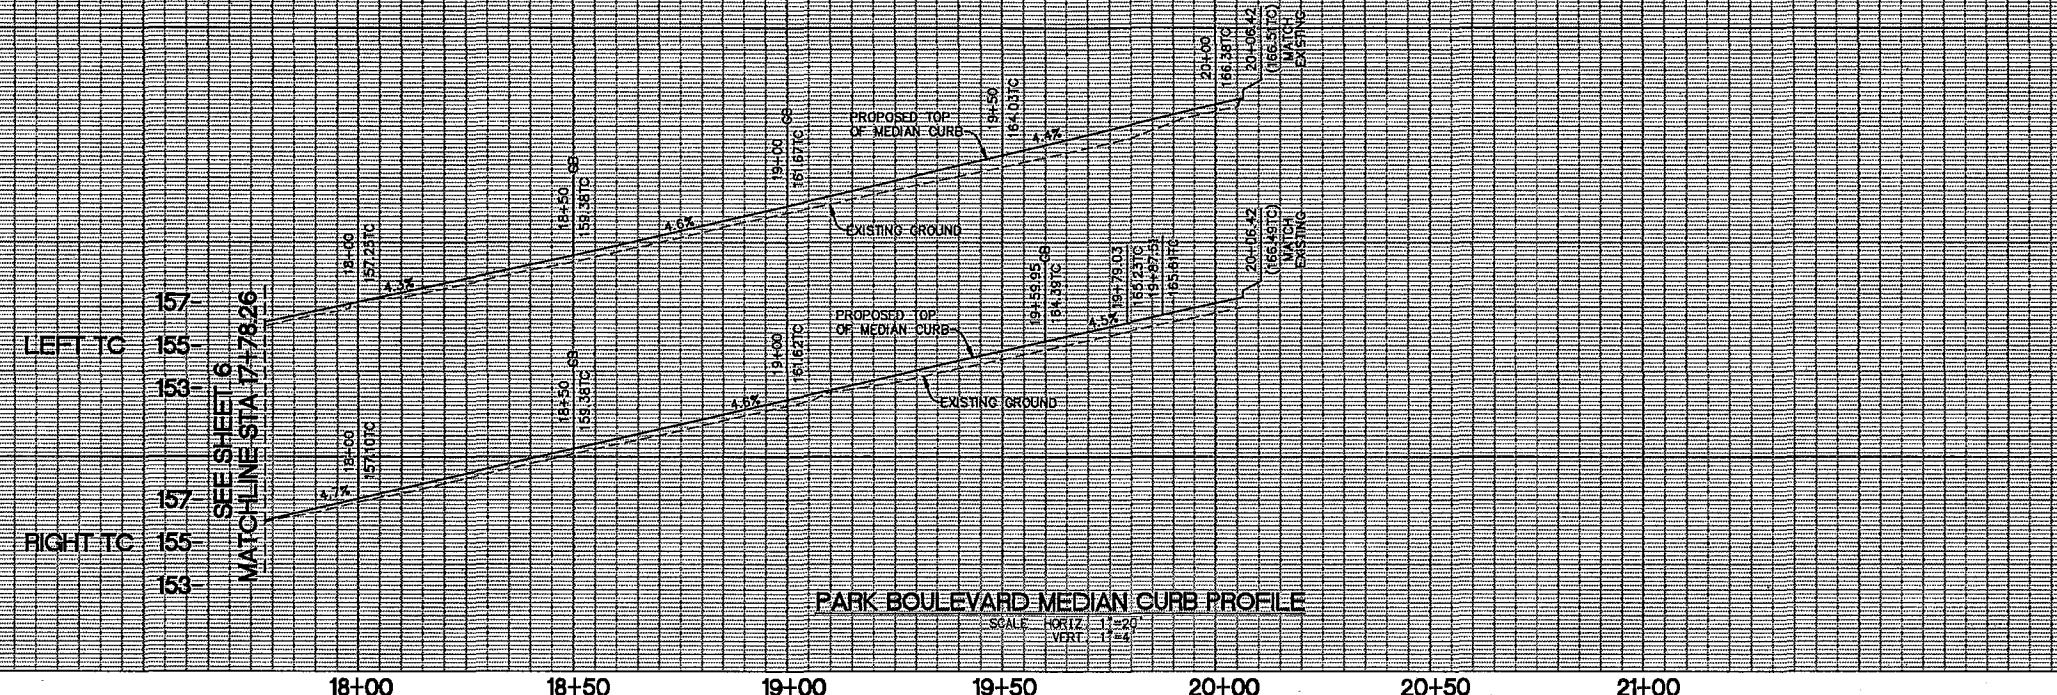 20+00
166.38TC
20+06.42
(166.51TC)
MATCH
EXISTING
19+50
164.03TC
4.4%
PROPOSED TOP
OF MEDIAN CURB
19+00
161.67TC
GB
18+50
159.38TC
GB
4.6%
EXISTING GROUND
18+00
157.25TC
4.3%
157-
LEFT TC 155-
153-
SEE SHEET 6
MATCHLINE STA 17+78.26
20+06.42
(166.49TC)
MATCH
EXISTING
19+59.95
164.39TC
GB
19+79.03
165.23TC
19+87.51
165.61TC
4.5%
PROPOSED TOP
OF MEDIAN CURB
19+00
161.62TC
18+50
159.38TC
GB
4.6%
EXISTING GROUND
18+00
157.10TC
4.7%
157-
RIGHT TC 155-
153-
PARK BOULEVARD MEDIAN CURB PROFILE
SCALE HORIZ 1"=20'
VERT 1"=4'
18+00 18+50 19+00 19+50 20+00 20+50 21+00